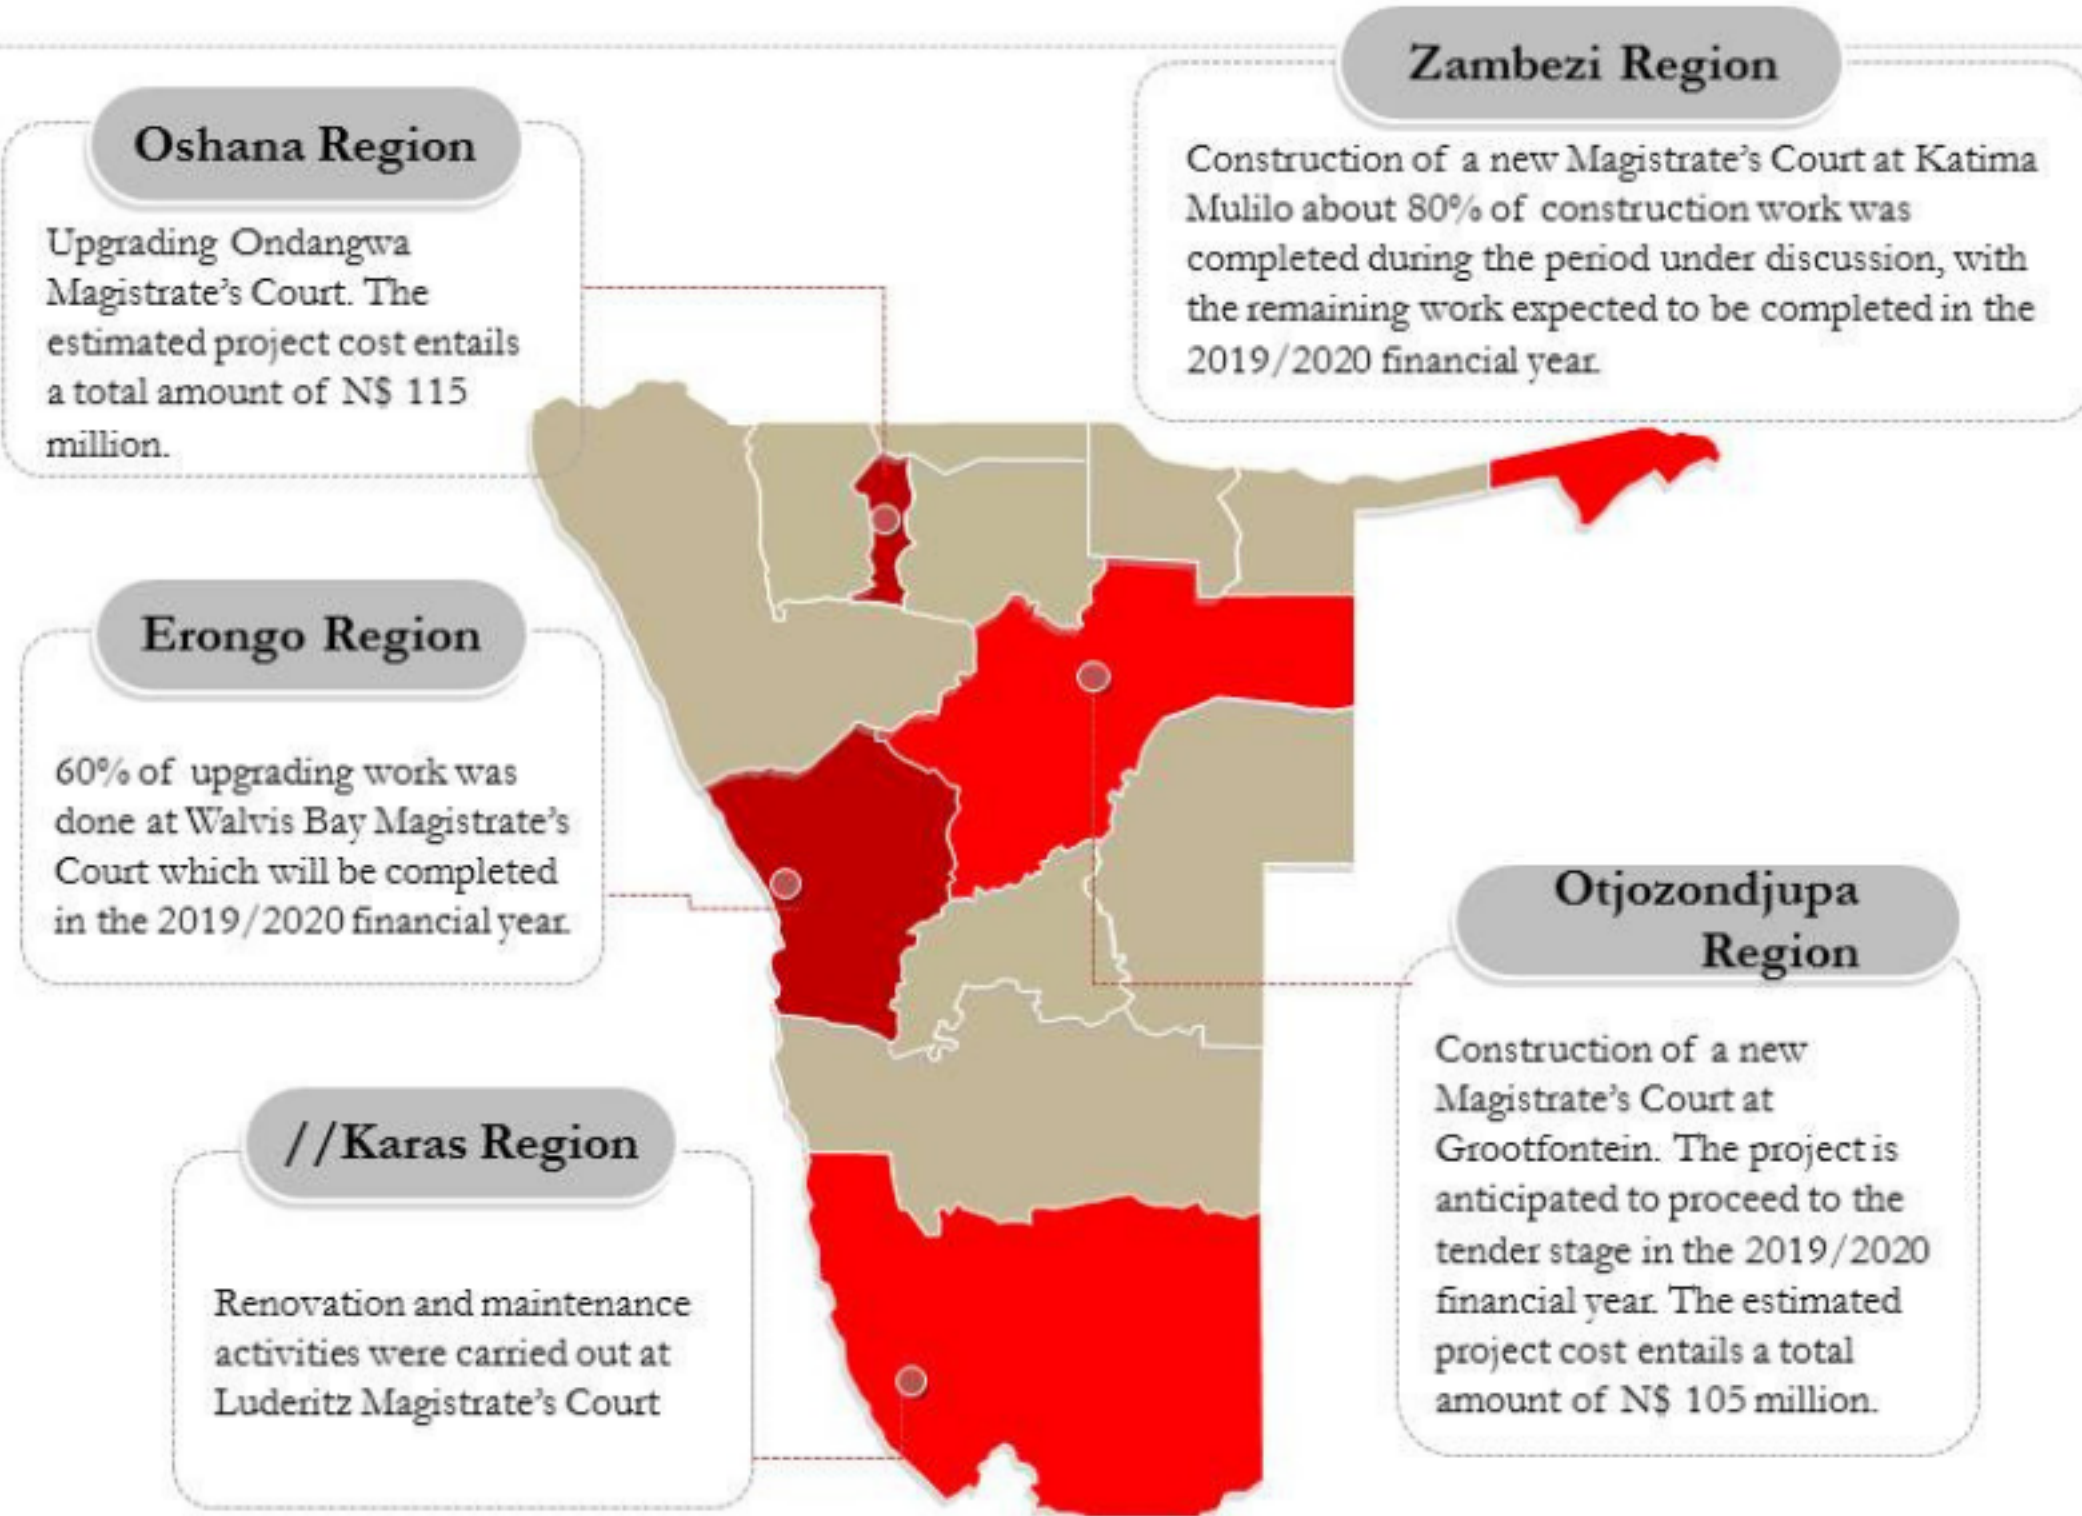 Zambezi Region
Construction of a new Magistrate's Court at Katima
Mulilo about 80% of construction work was
completed during the period under discussion, with
the remaining work expected to be completed in the
2019/2020 financial year.
Oshana Region
Upgrading Ondangwa
Magistrate's Court. The
estimated project cost entails
a total amount of N$ 115
million.
Erongo Region
60% of upgrading work was
done at Walvis Bay Magistrate's
Court which will be completed
in the 2019/2020 financial year.
Otjozondjupa
Region
Construction of a new
Magistrate's Court at
Grootfontein. The project is
anticipated to proceed to the
tender stage in the 2019/2020
financial year. The estimated
project cost entails a total
amount of N$ 105 million.
//Karas Region
Renovation and maintenance
activities were carried out at
Luderitz Magistrate's Court